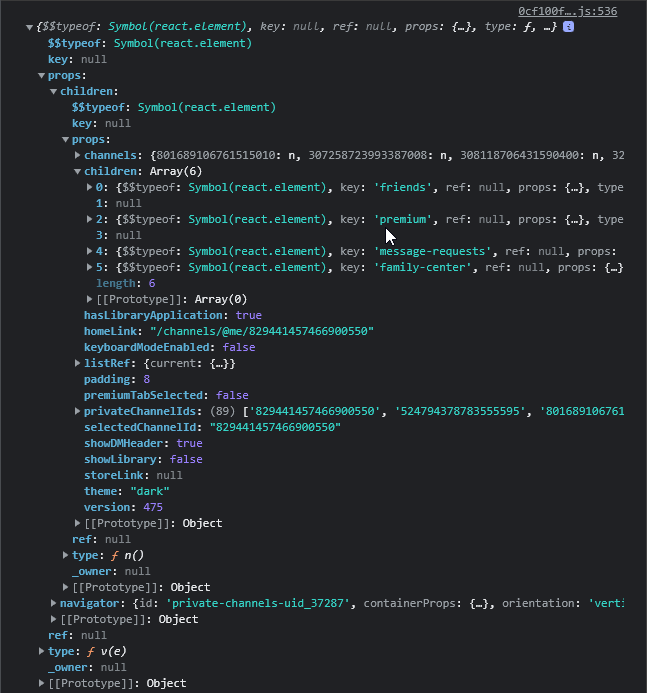 0cf100f….js:536
▼{$$typeof: Symbol(react.element), key: null, ref: null, props: {…}, type: ƒ, …} i
$$typeof: Symbol(react.element)
key: null
▼props:
▼children:
$$typeof: Symbol(react.element)
key: null
▼props:
▶channels: {801689106761515010: n, 307258723993387008: n, 308118706431590400: n, 32
▼children: Array(6)
▶0: {$$typeof: Symbol(react.element), key: 'friends', ref: null, props: {…}, type
1: null
▶2: {$$typeof: Symbol(react.element), key: 'premium', ref: null, props: {…}, type
3: null
▶4: {$$typeof: Symbol(react.element), key: 'message-requests', ref: null, props:
▶5: {$$typeof: Symbol(react.element), key: 'family-center', ref: null, props: {…}
length: 6
▶[[Prototype]]: Array(0)
hasLibraryApplication: true
homeLink: "/channels/@me/829441457466900550"
keyboardModeEnabled: false
▶listRef: {current: {…}}
padding: 8
premiumTabSelected: false
▶privateChannelIds: (89) ['829441457466900550', '524794378783555595', '8016891067​61
selectedChannelId: "829441457466900550"
showDMHeader: true
showLibrary: false
storeLink: null
theme: "dark"
version: 475
▶[[Prototype]]: Object
ref: null
▶type: ƒ n()
_owner: null
▶[[Prototype]]: Object
▶navigator: {id: 'private-channels-uid_37287', containerProps: {…}, orientation: 'verti
▶[[Prototype]]: Object
ref: null
▶type: ƒ v(e)
_owner: null
▶[[Prototype]]: Object